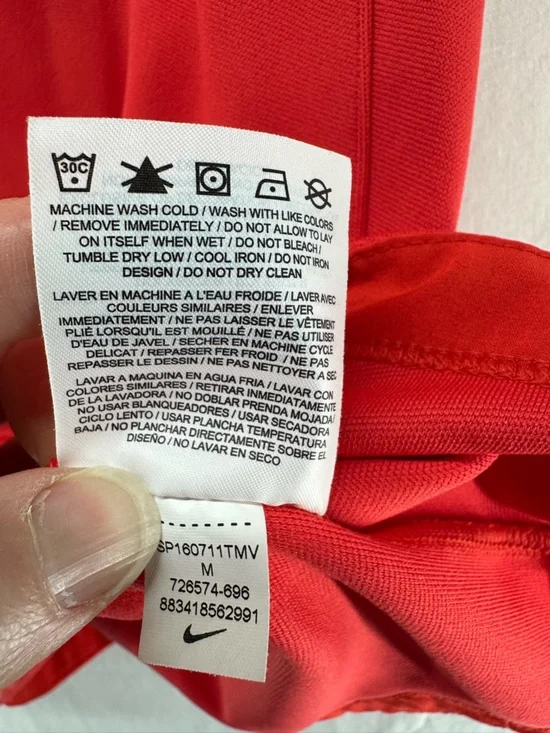 30C
MACHINE WASH COLD / WASH WITH LIKE COLORS
/ REMOVE IMMEDIATELY / DO NOT ALLOW TO LAY
ON ITSELF WHEN WET / DO NOT BLEACH /
TUMBLE DRY LOW / COOL IRON / DO NOT IRON
DESIGN / DO NOT DRY CLEAN
LAVER EN MACHINE A L'EAU FROIDE / LAVER AVEC
COULEURS SIMILAIRES / ENLEVER
IMMEDIATEMENT / NE PAS LAISSER LE VÊTEMENT
PLIÉ LORSQU'IL EST MOUILLÉ / NE PAS UTILISER
D'EAU DE JAVEL / SECHER EN MACHINE CYCLE
DELICAT / REPASSER FER FROID / NE PAS
REPASSER LE DESSIN / NE PAS NETTOYER A SEC
LAVAR A MAQUINA EN AGUA FRIA / LAVAR CON
COLORES SIMILARES / RETIRAR INMEDIATAMENTE
DE LA LAVADORA / NO DOBLAR PRENDA MOJADA/
NO USAR BLANQUEADORES / USAR SECADORA
CICLO LENTO / USAR PLANCHA TEMPERATURA
BAJA / NO PLANCHAR DIRECTAMENTE SOBRE EL
DISEÑO / NO LAVAR EN SECO
SP160711TMV
M
726574-696
883418562991